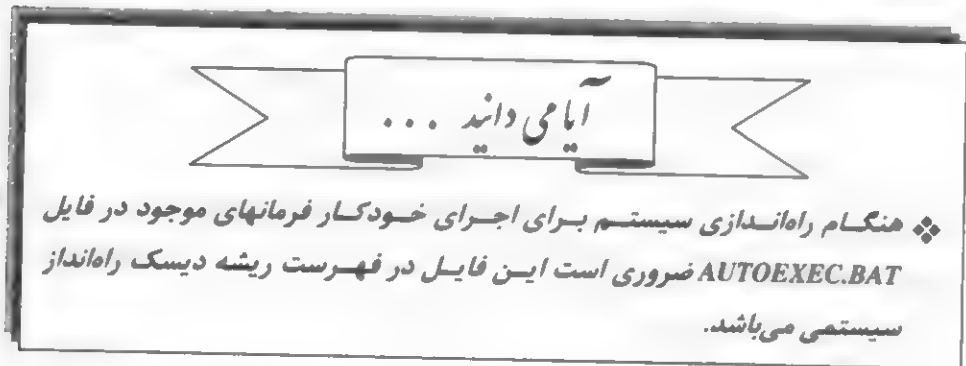 آیا می دانید ...
هنگام راه‌اندازی سیستم برای اجرای خودکار فرمانهای موجود در فایل
AUTOEXEC.BAT ضروری است این فایل در فهرست ریشه دیسک راه‌انداز
سیستمی می‌باشد.